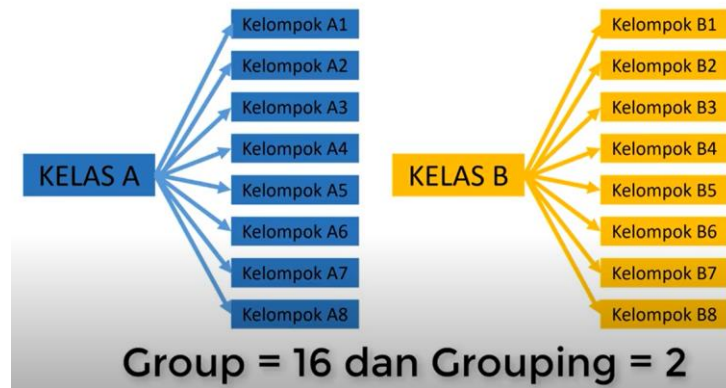 KELAS A
Kelompok A1
Kelompok A2
Kelompok A3
Kelompok A4
Kelompok A5
Kelompok A6
Kelompok A7
Kelompok A8
KELAS B
Kelompok B1
Kelompok B2
Kelompok B3
Kelompok B4
Kelompok B5
Kelompok B6
Kelompok B7
Kelompok B8
Group = 16 dan Grouping = 2